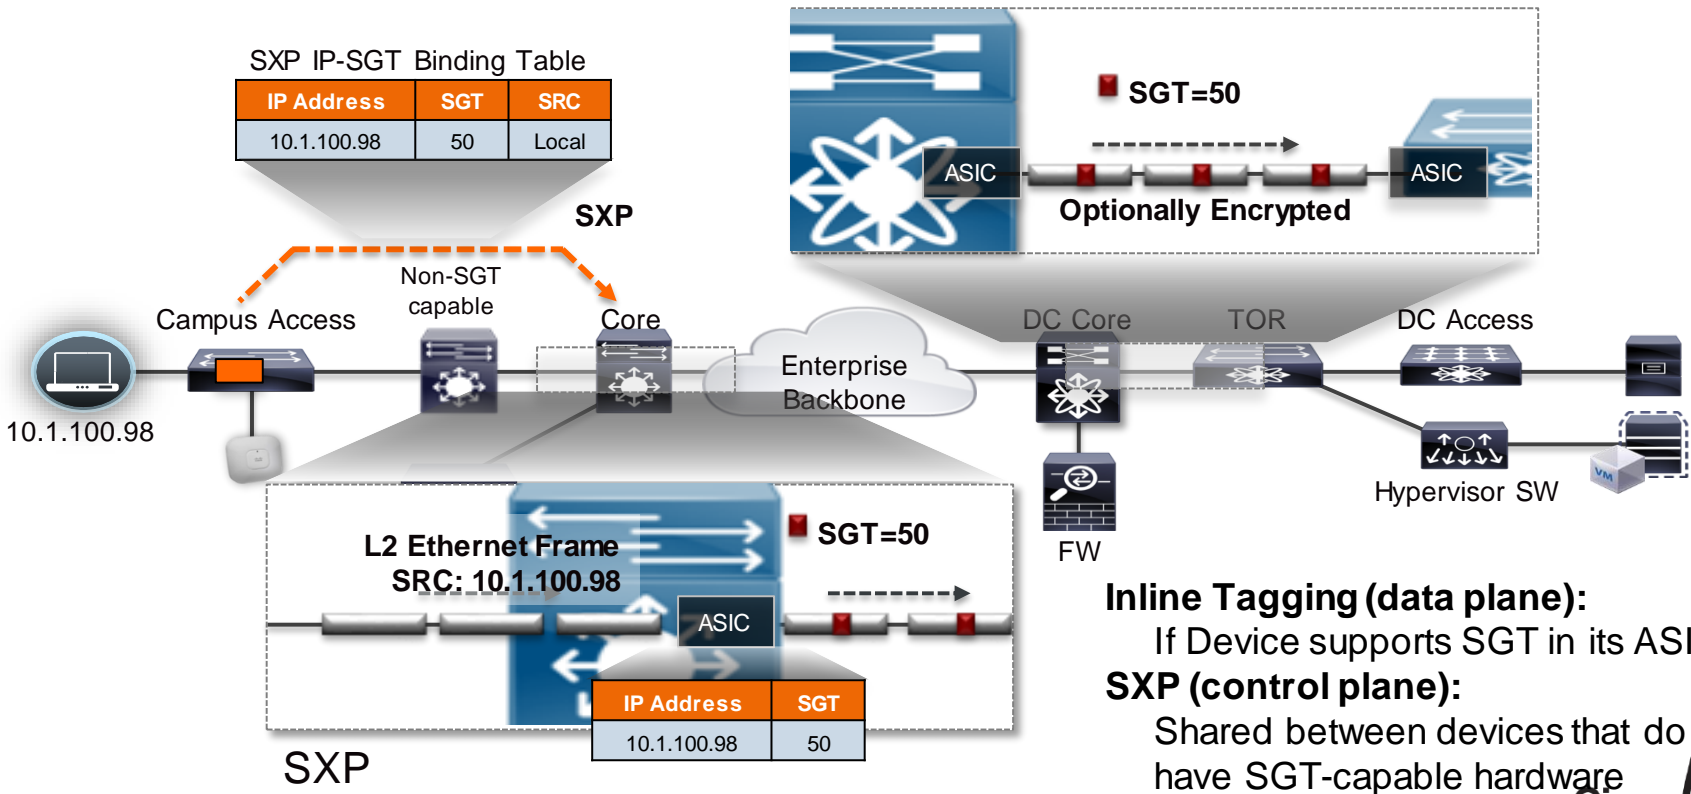 SXP IP-SGT Binding Table
IP Address SGT SRC
10.1.100.98 50 Local
SXP
SGT=50
ASIC
ASIC
Optionally Encrypted
Non-SGT
capable
Campus Access
Core
DC Core
TOR
DC Access
Enterprise
Backbone
10.1.100.98
Hypervisor SW
VM
FW
L2 Ethernet Frame
SRC: 10.1.100.98
SGT=50
ASIC
IP Address SGT
10.1.100.98 50
SXP
Inline Tagging (data plane):
If Device supports SGT in its ASI
SXP (control plane):
Shared between devices that do
have SGT-capable hardware